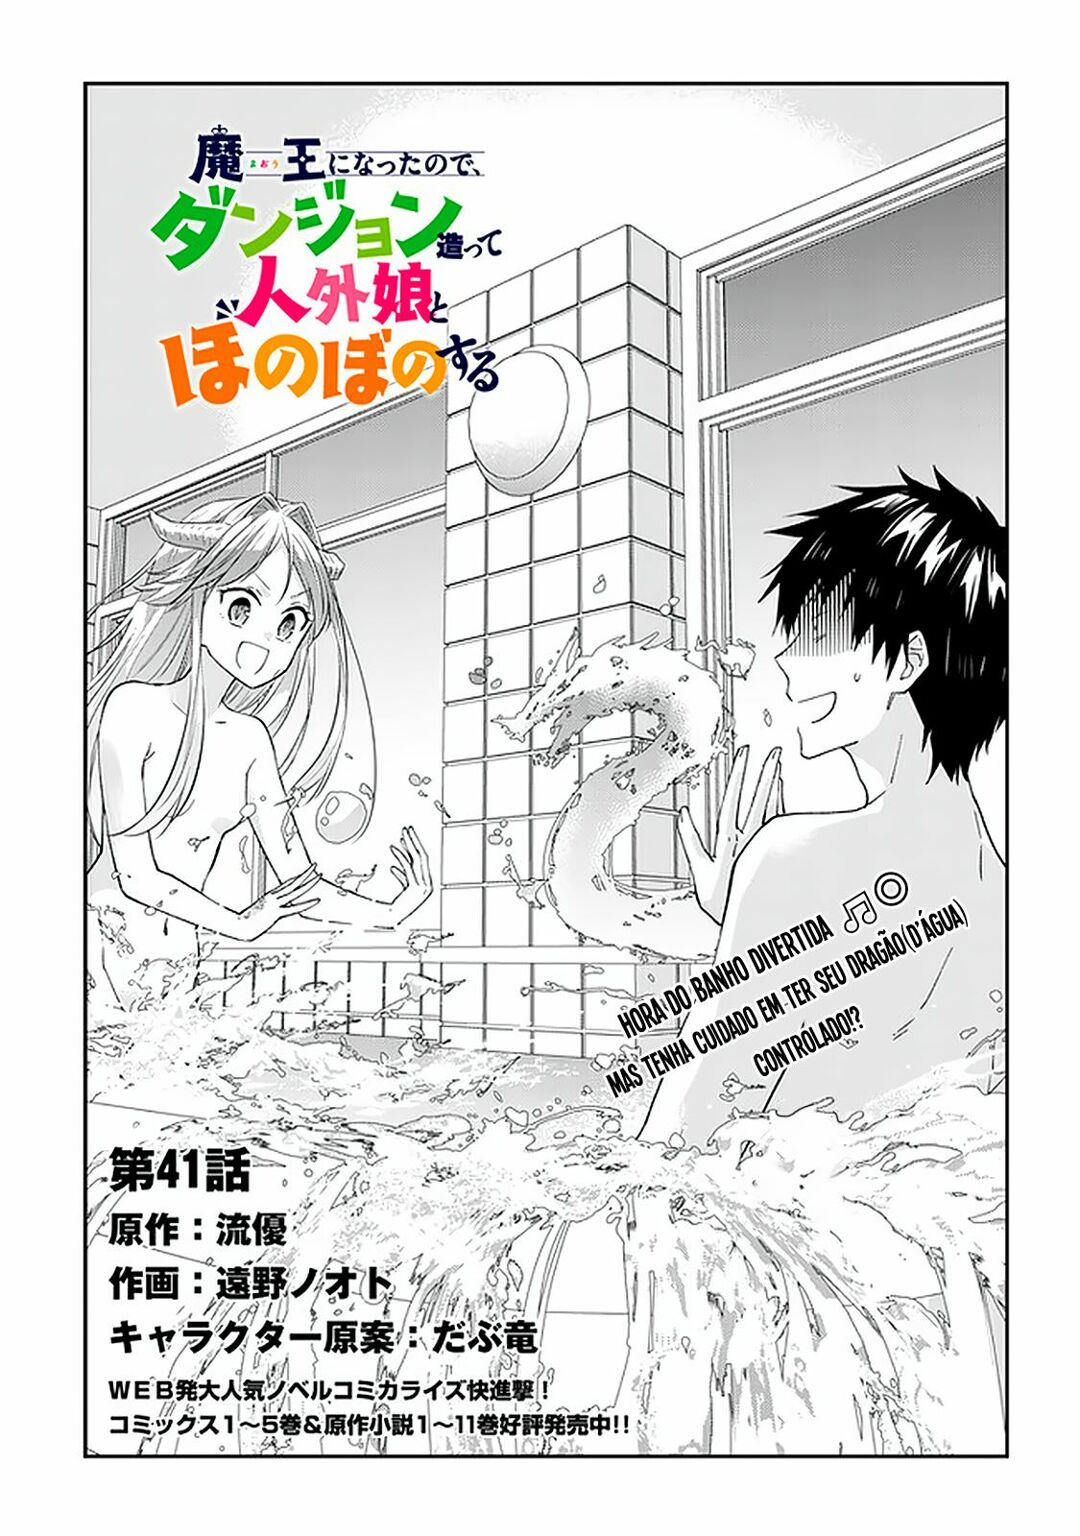 魔王になったので、
まおう
ダンジョン造って
人外娘と
ほのぼのする
HORA DO BANHO DIVERTIDA
MAS TENHA CUIDADO EM TER SEU DRAGÃO(D'ÁGUA)
CONTRÓLADO!?
第41話
原作：流優
作画：遠野ノオト
キャラクター原案：だぶ竜
WEB発大人気ノベルコミカライズ快進撃！
コミックス1～5巻＆原作小説1～11巻好評発売中!!